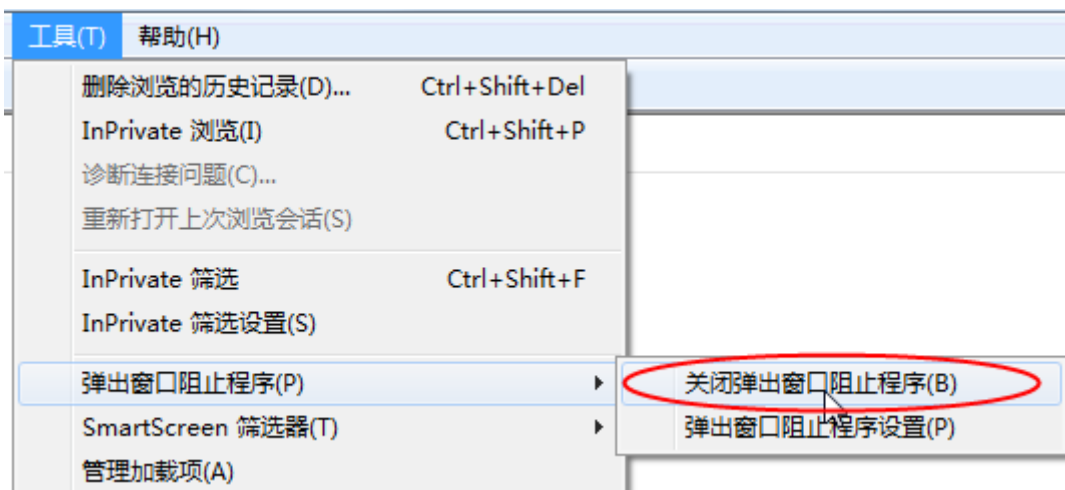 工具(T) 帮助(H)
删除浏览的历史记录(D)... Ctrl+Shift+Del
InPrivate 浏览(I) Ctrl+Shift+P
诊断连接问题(C)...
重新打开上次浏览会话(S)
InPrivate 筛选 Ctrl+Shift+F
InPrivate 筛选设置(S)
弹出窗口阻止程序(P) 关闭弹出窗口阻止程序(B)
SmartScreen 筛选器(T) 弹出窗口阻止程序设置(P)
管理加载项(A)